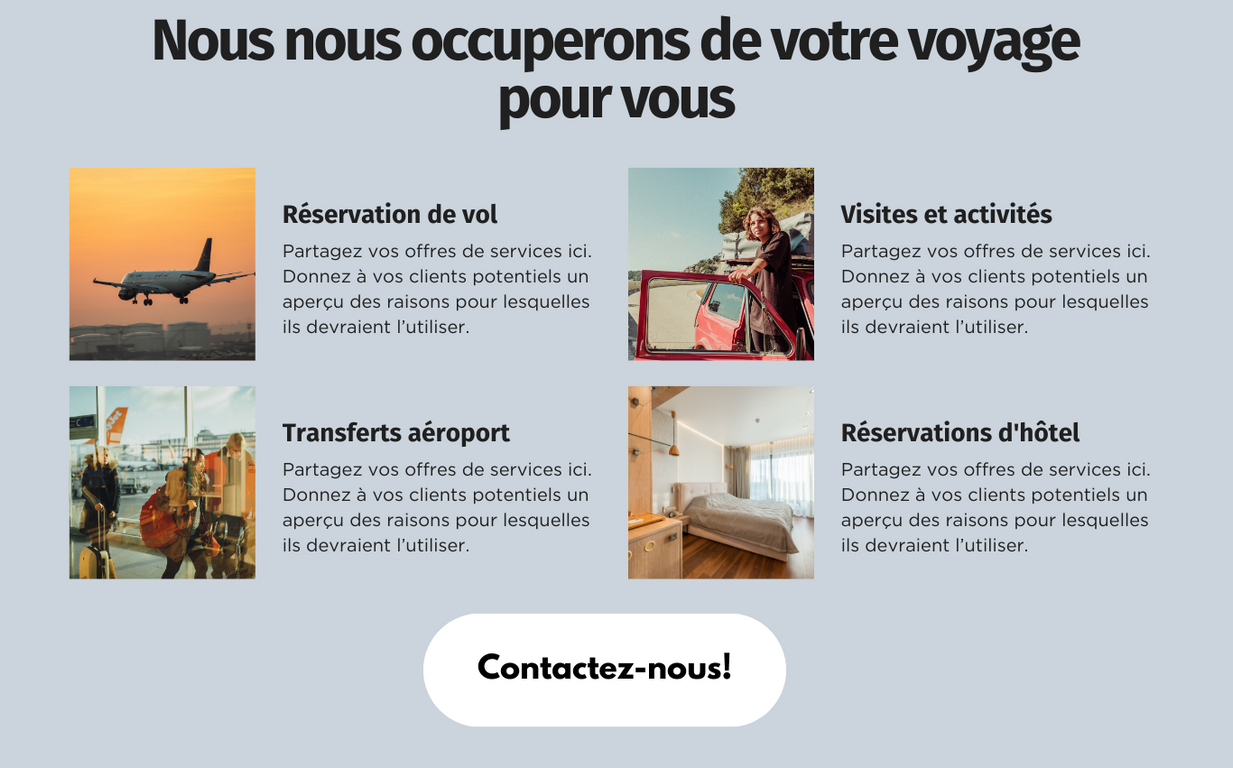 Nous nous occuperons de votre voyage
pour vous
Réservation de vol
Partagez vos offres de services ici.
Donnez à vos clients potentiels un
aperçu des raisons pour lesquelles
ils devraient l’utiliser.
Visites et activités
Partagez vos offres de services ici.
Donnez à vos clients potentiels un
aperçu des raisons pour lesquelles
ils devraient l’utiliser.
Transferts aéroport
Partagez vos offres de services ici.
Donnez à vos clients potentiels un
aperçu des raisons pour lesquelles
ils devraient l’utiliser.
Réservations d'hôtel
Partagez vos offres de services ici.
Donnez à vos clients potentiels un
aperçu des raisons pour lesquelles
ils devraient l’utiliser.
Contactez-nous!